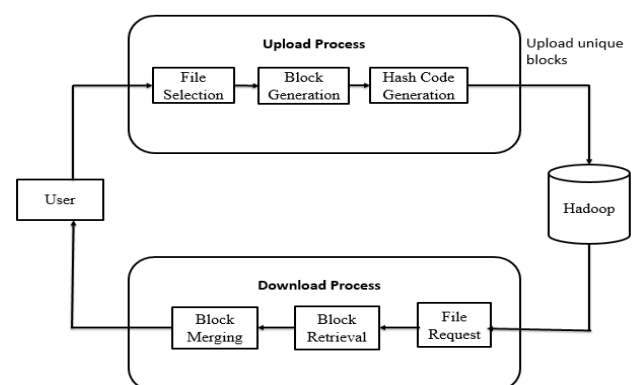 Upload Process
Upload unique
blocks
File
Selection
Block
Generation
Hash Code
Generation
User
Hadoop
Download Process
Block
Merging
Block
Retrieval
File
Request